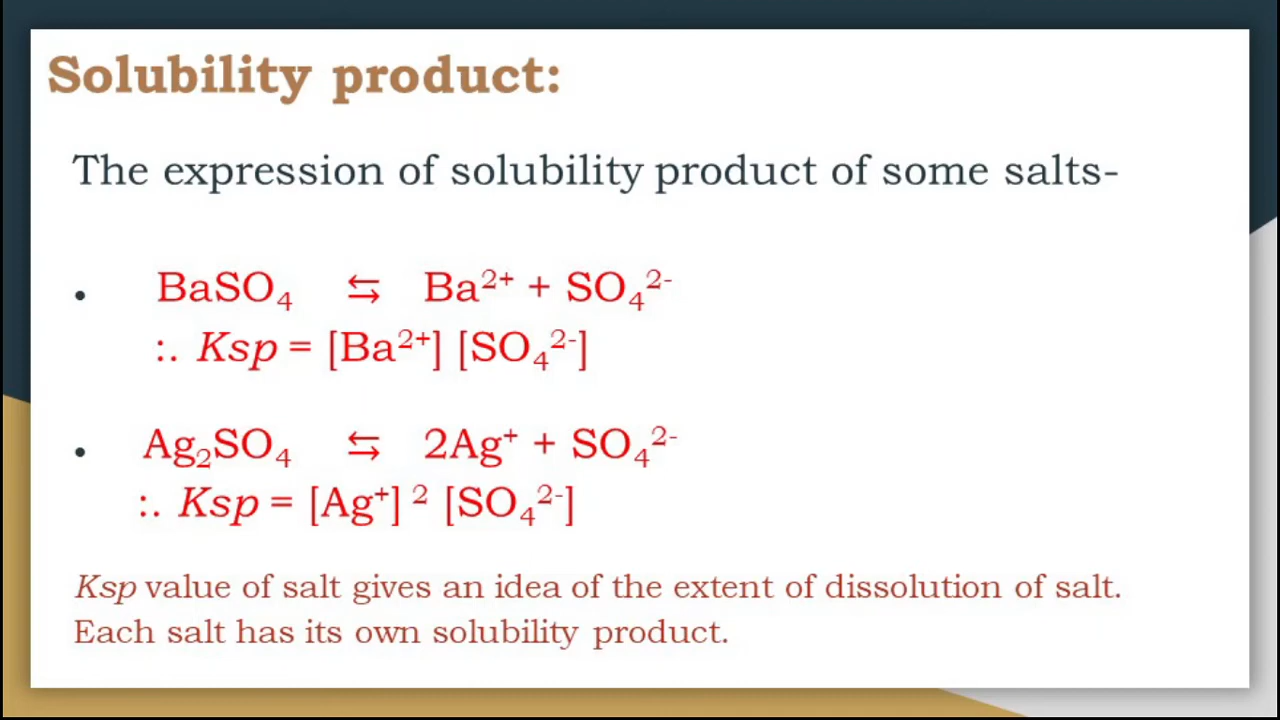 Solubility product:
The expression of solubility product of some salts-
• BaSO₄ ⇆ Ba²⁺ + SO₄²⁻
:. Ksp = [Ba²⁺] [SO₄²⁻]
• Ag₂SO₄ ⇆ 2Ag⁺ + SO₄²⁻
:. Ksp = [Ag⁺] ² [SO₄²⁻]
Ksp value of salt gives an idea of the extent of dissolution of salt.
Each salt has its own solubility product.